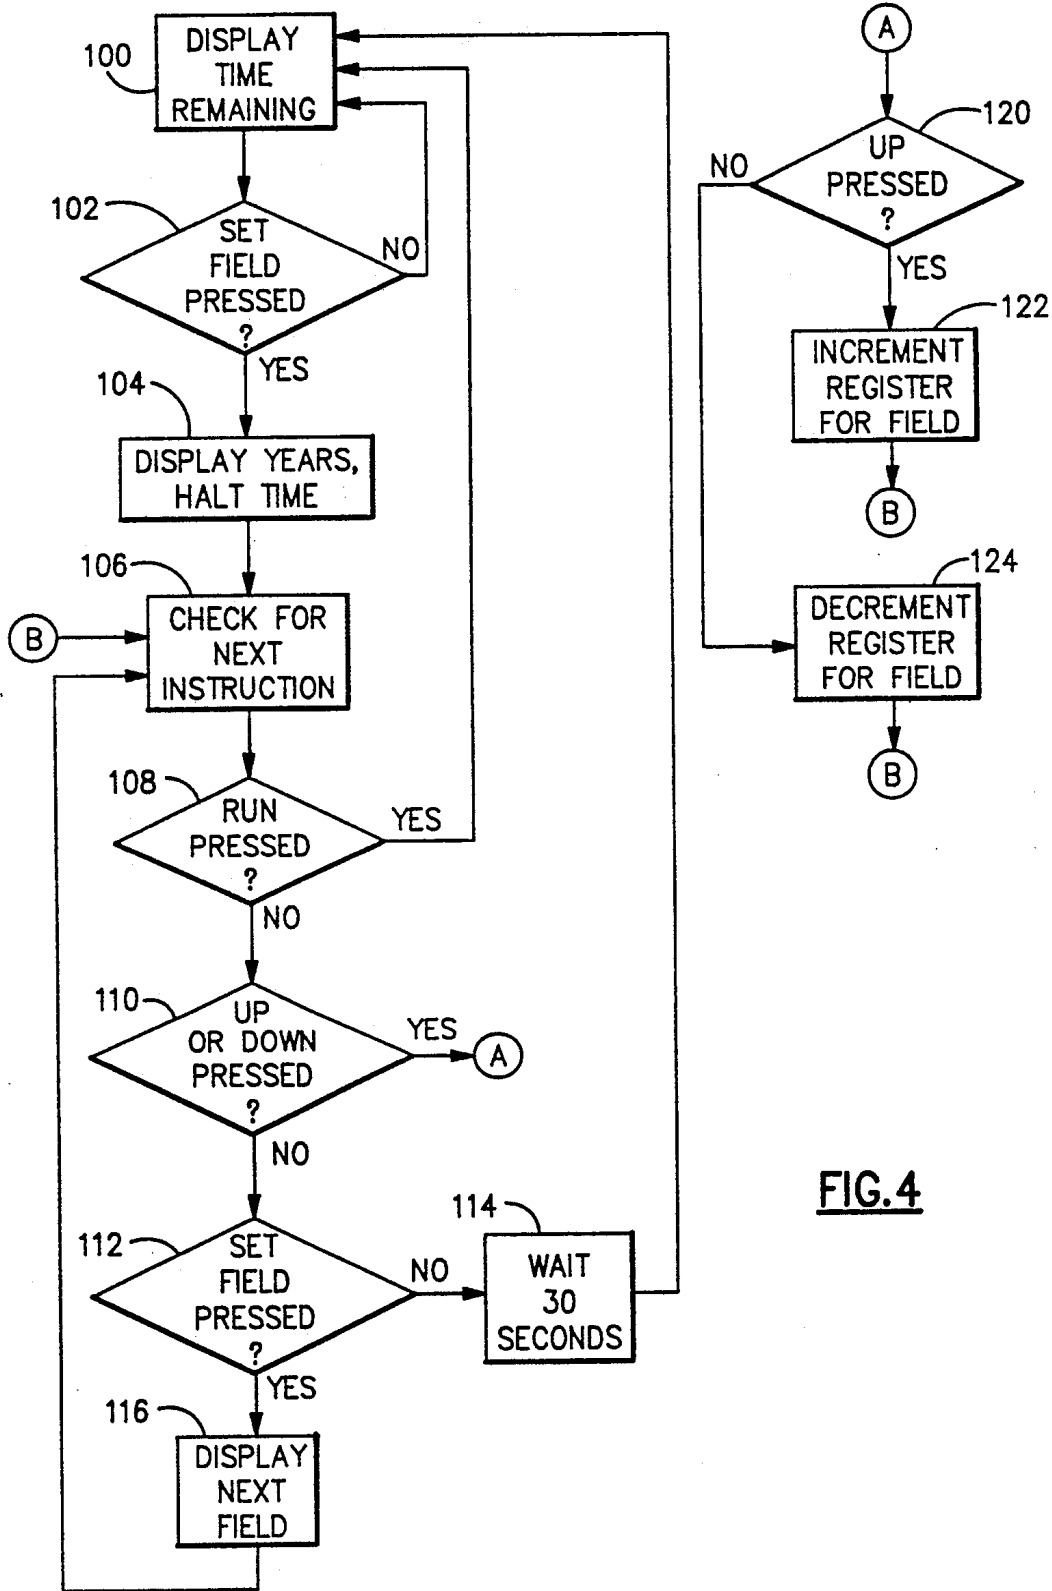 100
DISPLAY
TIME
REMAINING
102
SET
FIELD
PRESSED
?
NO
YES
104
DISPLAY YEARS,
HALT TIME
106
B
CHECK FOR
NEXT
INSTRUCTION
108
RUN
PRESSED
?
YES
NO
110
UP
OR DOWN
PRESSED
?
YES
A
NO
112
SET
FIELD
PRESSED
?
NO
114
WAIT
30
SECONDS
YES
116
DISPLAY
NEXT
FIELD
A
120
UP
PRESSED
?
NO
YES
122
INCREMENT
REGISTER
FOR FIELD
B
124
DECREMENT
REGISTER
FOR FIELD
B
FIG.4